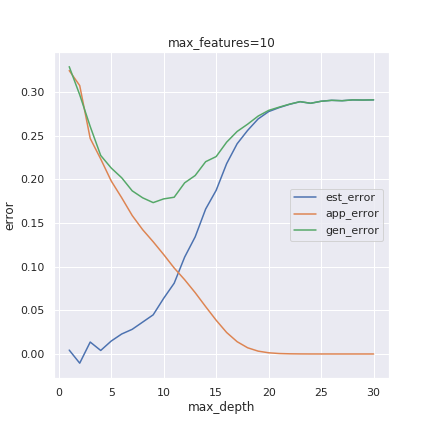 max_features=10
error
0.30
0.25
0.20
0.15
0.10
0.05
0.00
est_error
app_error
gen_error
0 5 10 15 20 25 30
max_depth